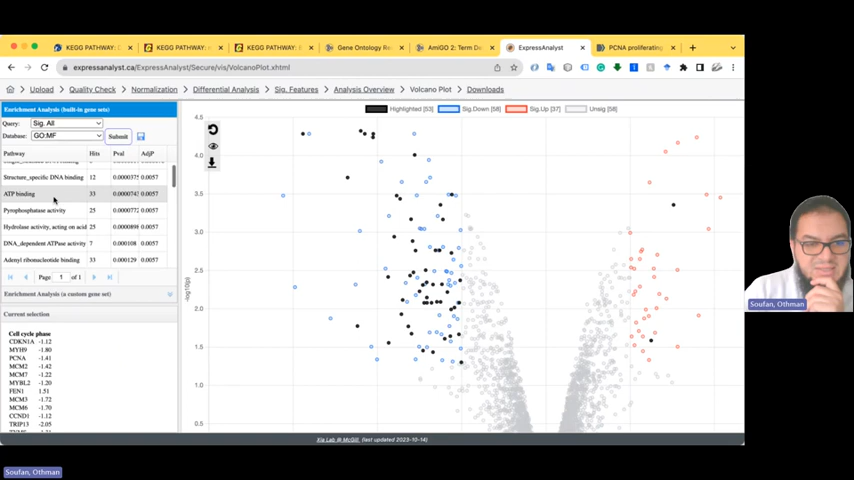 KEGG PATHWAY: D
KEGG PATHWAY:
KEGG PATHWAY: E
Gene Ontology Re
AmiGO 2: Term De
ExpressAnalyst
PCNA proliferating
expressanalyst.ca/ExpressAnalyst/Secure/vis/VolcanoPlot.xhtml
Upload > Quality Check > Normalization > Differential Analysis > Sig. Features > Analysis Overview > Volcano Plot > Downloads
Enrichment Analysis (built-in gene sets)
Query: Sig. All
Database: GO:MF Submit
Pathway Hits Pval AdjP
Structure_specific DNA binding 12 0.0000375 0.0057
ATP binding 33 0.0000743 0.0057
Pyrophosphatase activity 25 0.0000772 0.0057
Hydrolase activity, acting on acid 25 0.0000898 0.0057
DNA_dependent ATPase activity 7 0.000108 0.0057
Adenyl ribonucleotide binding 33 0.000129 0.0057
Page 1 of 1
Enrichment Analysis (a custom gene set)
Current selection
Cell cycle phase
CDKN1A -1.12
MYH9 -1.80
PCNA -1.41
MCM2 -1.42
MCM7 -1.22
MYBL2 -1.20
FEN1 1.51
MCM3 -1.72
MCM6 -1.70
CCND1 -1.12
TRIP13 -2.05
Highlighted [53]
Sig.Down [58]
Sig.Up [37]
Unsig [58]
4.5
4.0
3.5
3.0
2.5
2.0
1.5
1.0
0.5
-log10(p)
Xia Lab @ McGill (last updated 2023-10-14)
Soufan, Othman
Soufan, Othman